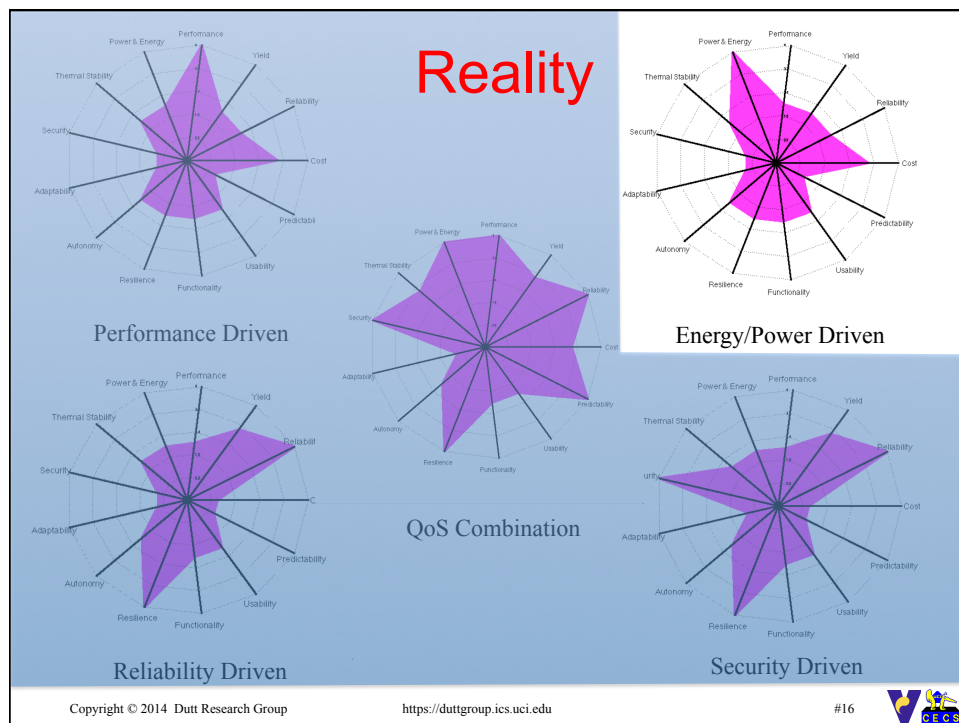 Reality
Performance
Power & Energy
Yield
Thermal Stability
Reliability
Security
Cost
Adaptability
Predictabili
Autonomy
Usability
Resilience
Functionality
Performance Driven
Performance
Power & Energy
Yield
Thermal Stability
Reliability
Security
Cost
Adaptability
Predictability
Autonomy
Usability
Resilience
Functionality
Energy/Power Driven
Performance
Power & Energy
Yield
Thermal Stability
Reliability
Security
Cost
Adaptability
Predictability
Autonomy
Usability
Resilience
Functionality
QoS Combination
Performance
Power & Energy
Yield
Thermal Stability
Reliabilit
Security
C
Adaptability
Predictability
Autonomy
Usability
Resilience
Functionality
Reliability Driven
Performance
Power & Energy
Yield
Thermal Stability
Reliability
urity
Cost
Adaptability
Predictability
Autonomy
Usability
Resilience
Functionality
Security Driven
Copyright © 2014 Dutt Research Group https://duttgroup.ics.uci.edu #16
CECS